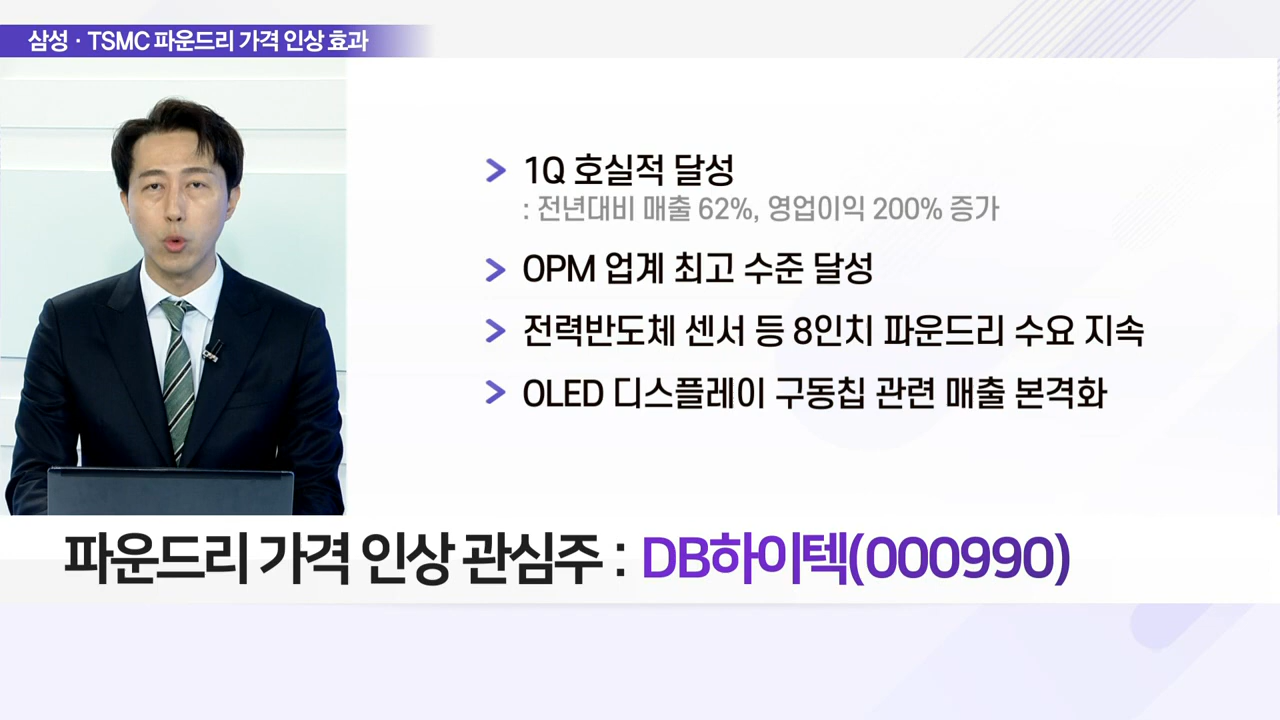 삼성 · TSMC 파운드리 가격 인상 효과
> 1Q 호실적 달성
: 전년대비 매출 62%, 영업이익 200% 증가
> OPM 업계 최고 수준 달성
> 전력반도체 센서 등 8인치 파운드리 수요 지속
> OLED 디스플레이 구동칩 관련 매출 본격화
파운드리 가격 인상 관심주 : DB하이텍(000990)